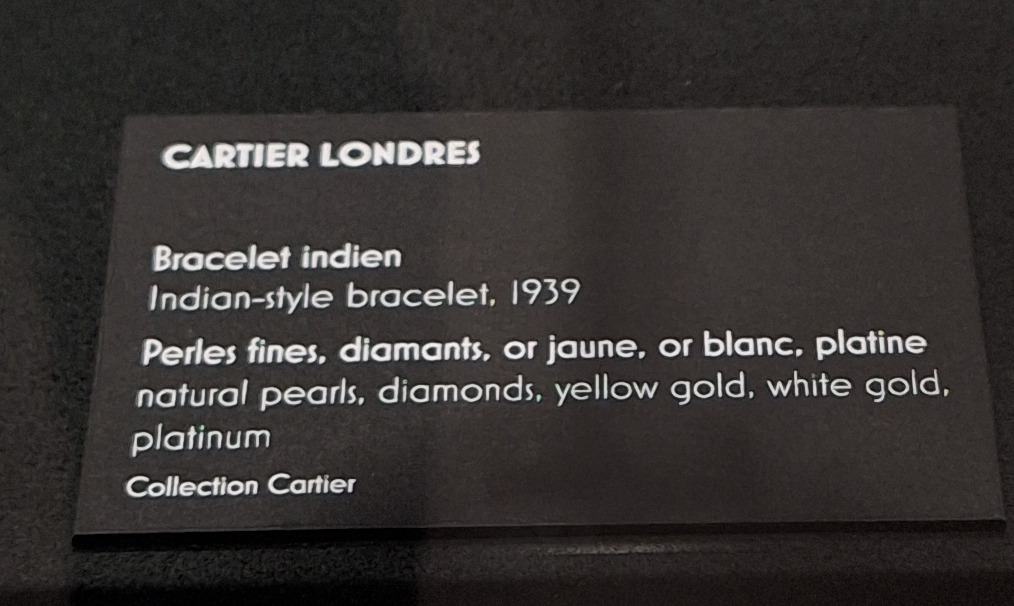 CARTIER LONDRES
Bracelet indien
Indian-style bracelet, 1939
Perles fines, diamants, or jaune, or blanc, platine
natural pearls, diamonds, yellow gold, white gold,
platinum
Collection Cartier